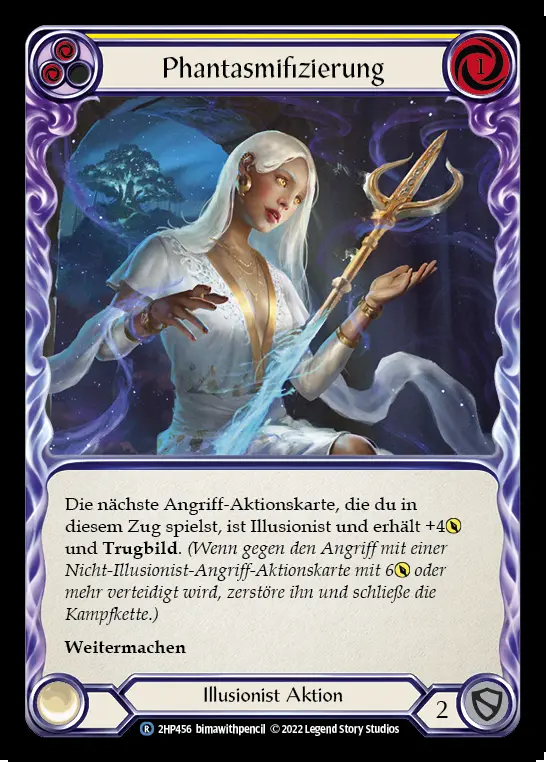 Phantasmifizierung
1
Die nächste Angriff-Aktionskarte, die du in
diesem Zug spielst, ist Illusionist und erhält +4
und Trugbild. (Wenn gegen den Angriff mit einer
Nicht-Illusionist-Angriff-Aktionskarte mit 6 oder
mehr verteidigt wird, zerstöre ihn und schließe die
Kampfkette.)
Weitermachen
Illusionist Aktion
2
R 2HP456 bimawithpencil © 2022 Legend Story Studios